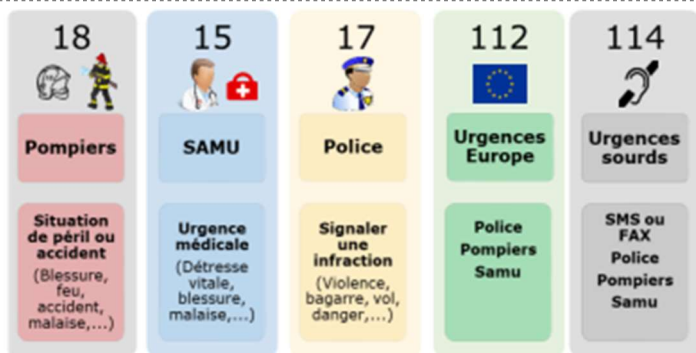 18
Pompiers
Situation
de péril ou
accident
(Blessure,
feu,
accident,
malaise,...)
15
SAMU
Urgence
médicale
(Détresse
vitale,
blessure,
malaise,...)
17
Police
Signaler
une
infraction
(Violence,
bagarre, vol,
danger,...)
112
Urgences
Europe
Police
Pompiers
Samu
114
Urgences
sourds
SMS ou
FAX
Police
Pompiers
Samu